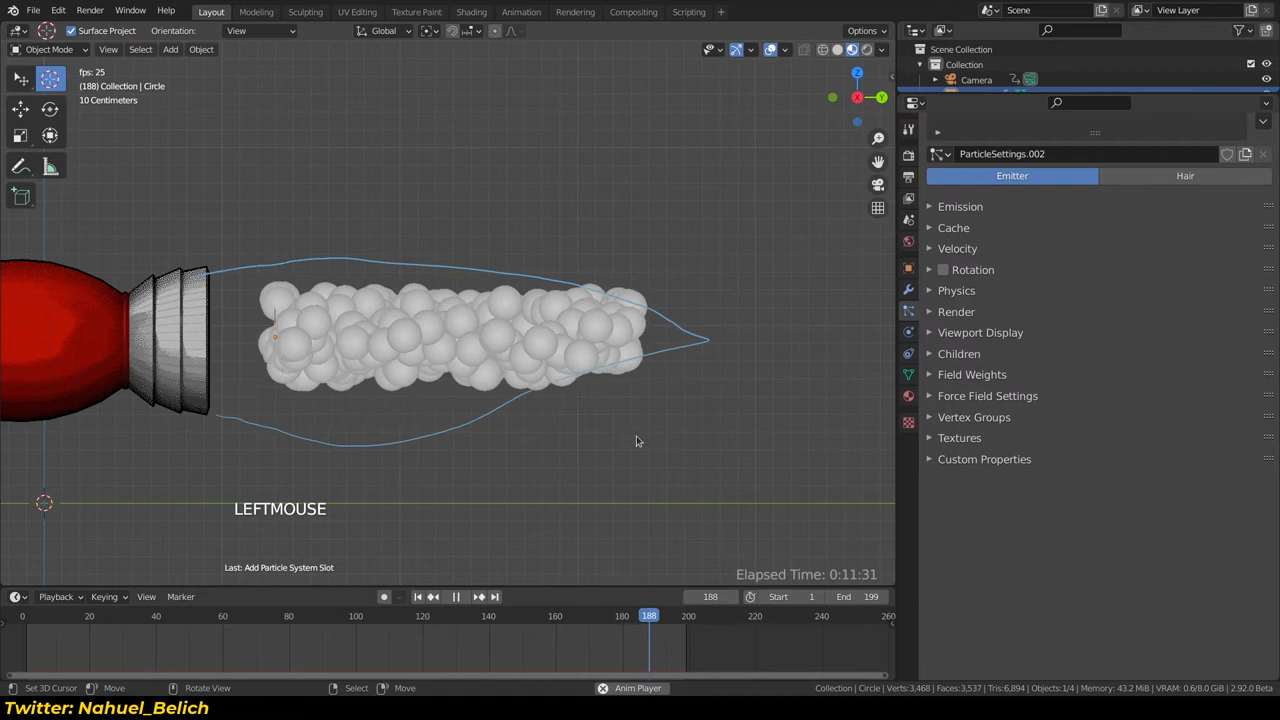 File Edit Render Window Help Layout Modeling Sculpting UV Editing Texture Paint Shading Animation Rendering Compositing Scripting + Scene View Layer
Surface Project Orientation: View Global Options
Object Mode View Select Add Object
Scene Collection
Collection
Camera
fps: 25
(188) Collection | Circle
10 Centimeters
Z
X
Y
ParticleSettings.002
Emitter Hair
Emission
Cache
Velocity
Rotation
Physics
Render
Viewport Display
Children
Field Weights
Force Field Settings
Vertex Groups
Textures
Custom Properties
LEFTMOUSE
Last: Add Particle System Slot
Elapsed Time: 0:11:31
Playback Keying View Marker 188 Start 1 End 199
0 20 40 60 80 100 120 140 160 188 200 220 240 260
Set 3D Cursor Move Rotate View Select Move Anim Player Collection | Circle | Verts:3,468 | Faces:3,537 | Tris:6,894 | Objects:1/4 | Memory: 43.2 MiB | VRAM: 0.6/8.0 GiB | 2.92.0 Beta
Twitter: Nahuel_Belich